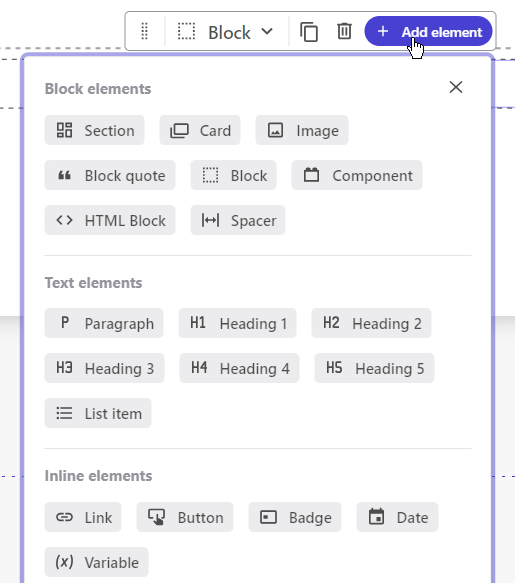 Block + Add element
Block elements
Section Card Image
Block quote Block Component
HTML Block Spacer
Text elements
P Paragraph H1 Heading 1 H2 Heading 2
H3 Heading 3 H4 Heading 4 H5 Heading 5
List item
Inline elements
Link Button Badge Date
(x) Variable